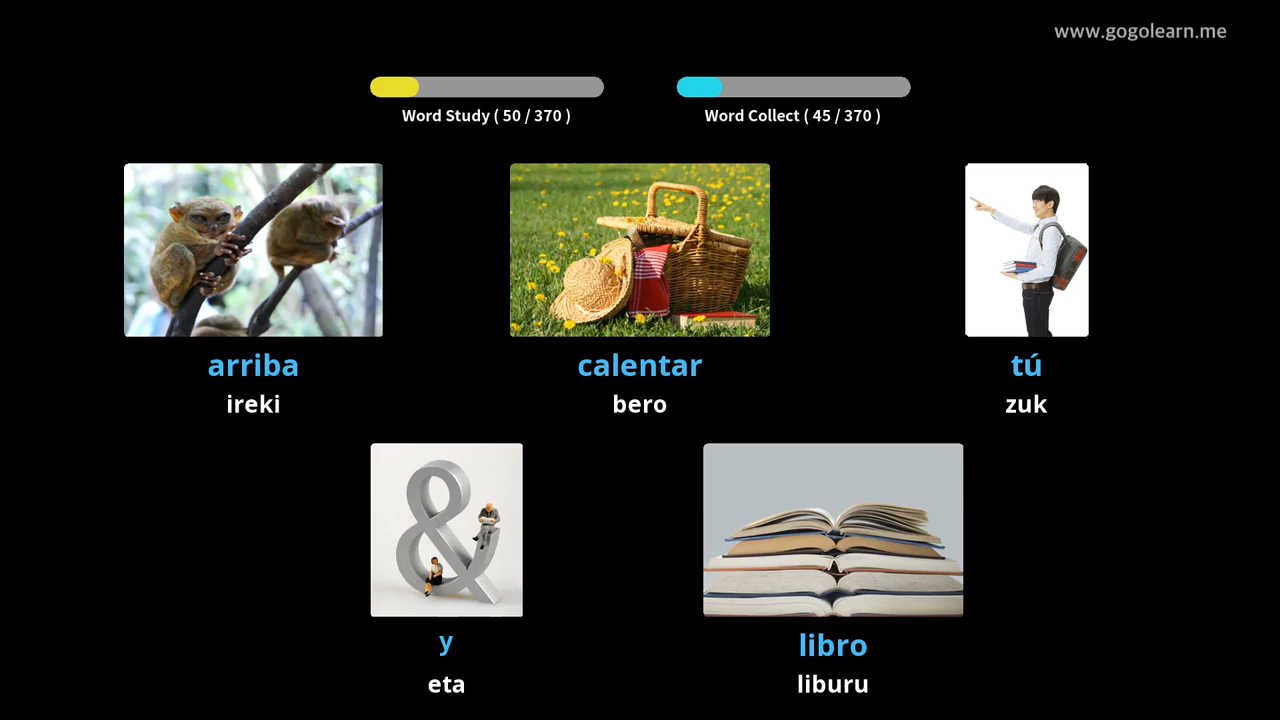 www.gogolearn.me
Word Study ( 50 / 370 )
Word Collect ( 45 / 370 )
arriba
ireki
calentar
bero
tú
zuk
y
eta
libro
liburu